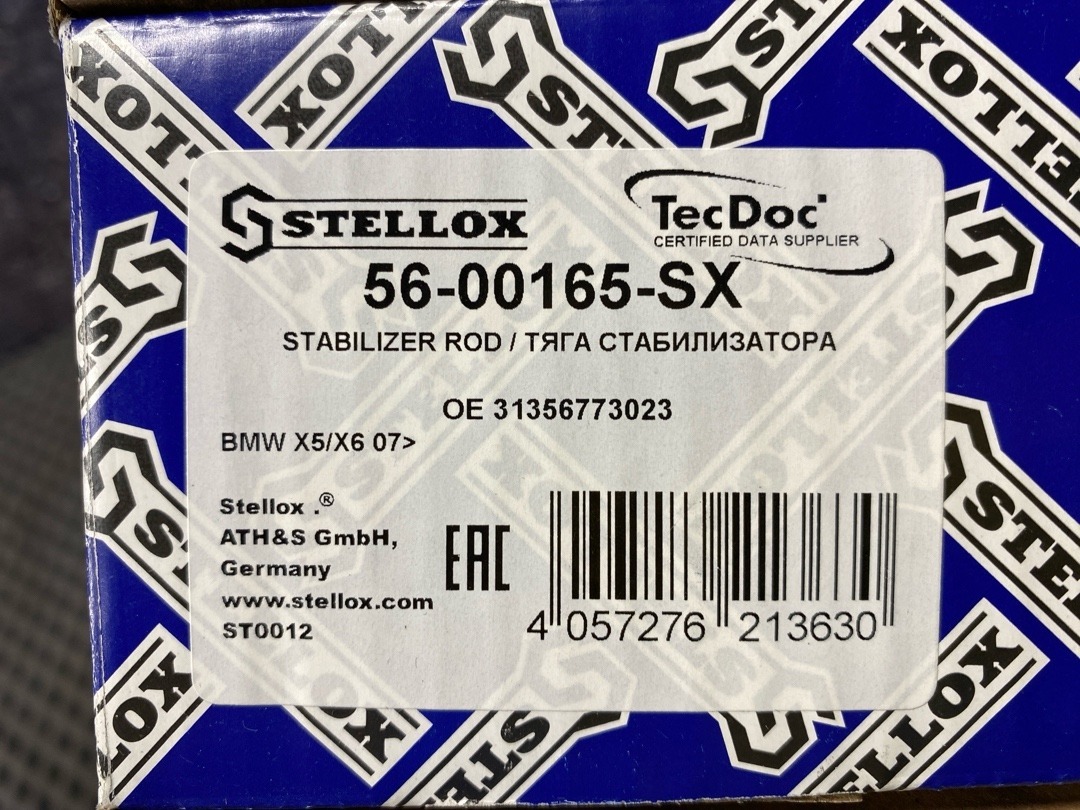 STELLOX
TecDoc
CERTIFIED DATA SUPPLIER
56-00165-SX
STABILIZER ROD / ТЯГА СТАБИЛИЗАТОРА
OE 31356773023
BMW X5/X6 07>
Stellox .®
ATH&S GmbH,
Germany
www.stellox.com
ST0012
EAC
4 057276 213630